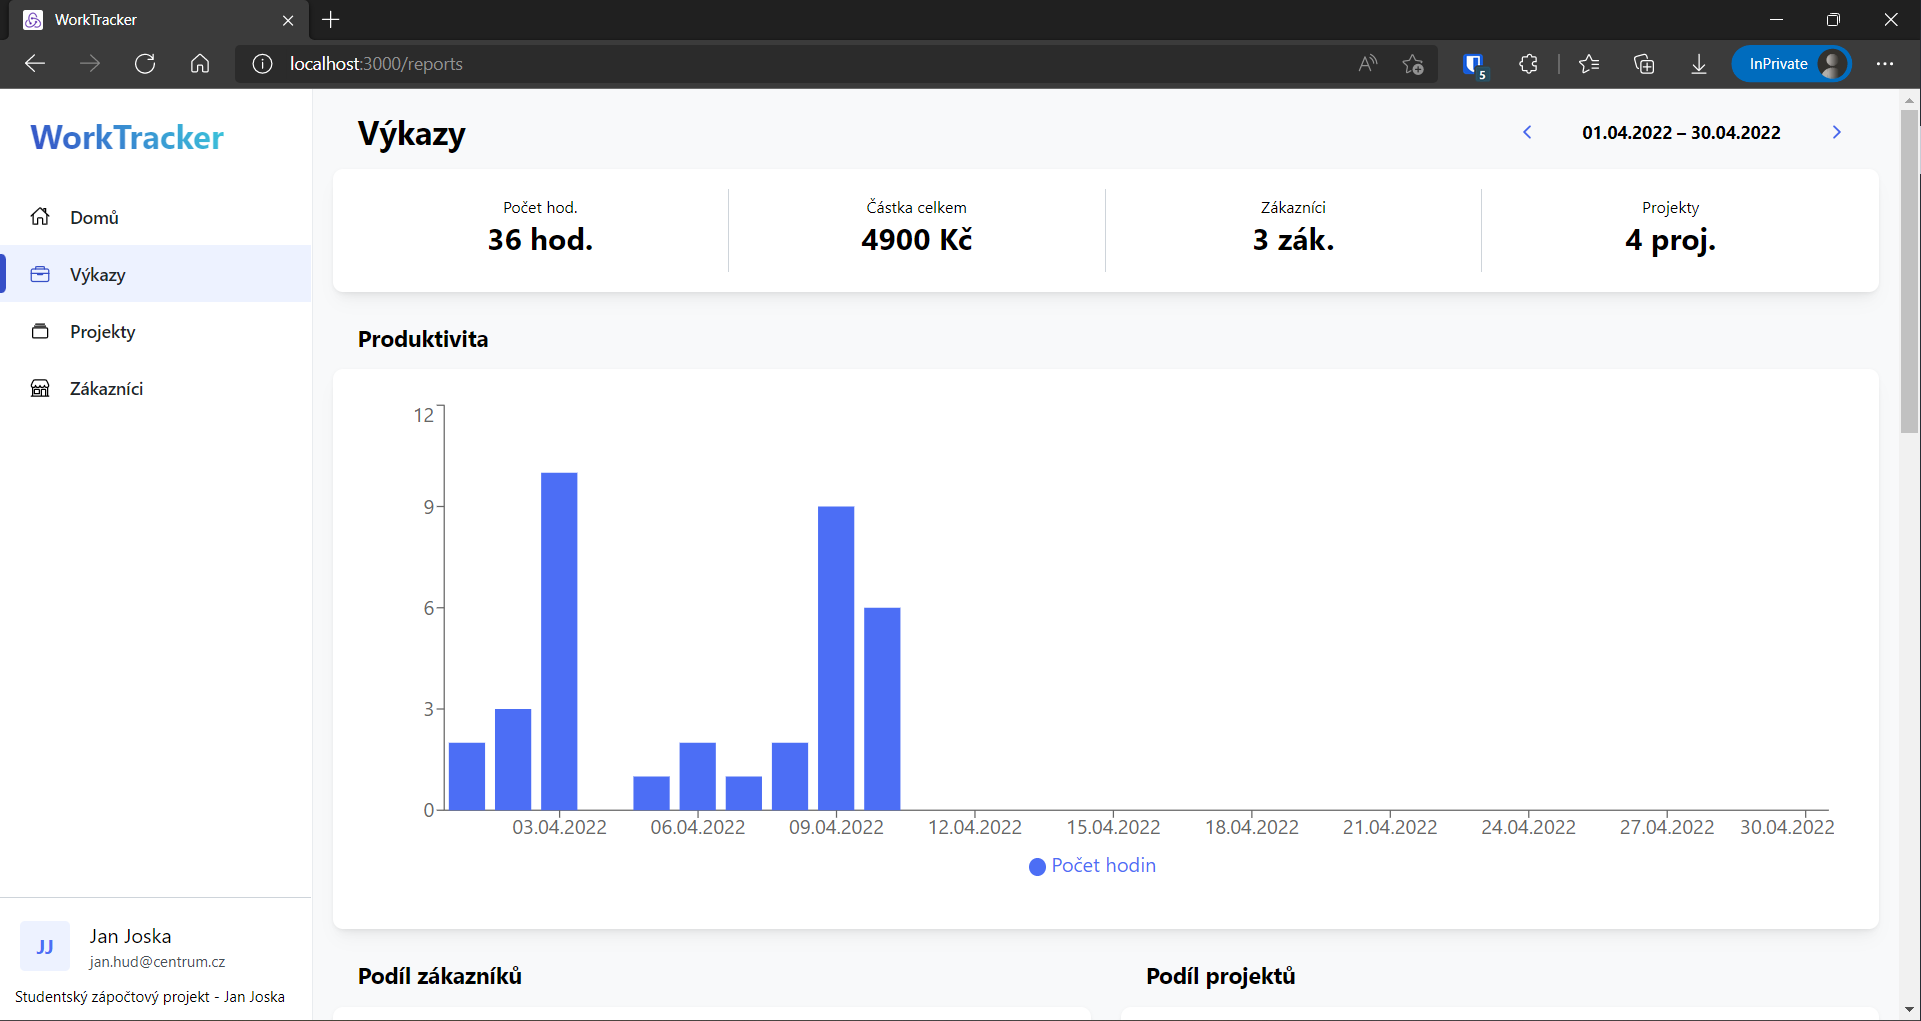 WorkTracker
localhost:3000/reports
5
InPrivate
WorkTracker
Domů
Výkazy
Projekty
Zákazníci
JJ
Jan Joska
jan.hud@centrum.cz
Studentský zápočtový projekt - Jan Joska
Výkazy
01.04.2022 – 30.04.2022
Počet hod.
36 hod.
Částka celkem
4900 Kč
Zákazníci
3 zák.
Projekty
4 proj.
Produktivita
12
9
6
3
0
03.04.2022 06.04.2022 09.04.2022 12.04.2022 15.04.2022 18.04.2022 21.04.2022 24.04.2022 27.04.2022 30.04.2022
Počet hodin
Podíl zákazníků
Podíl projektů